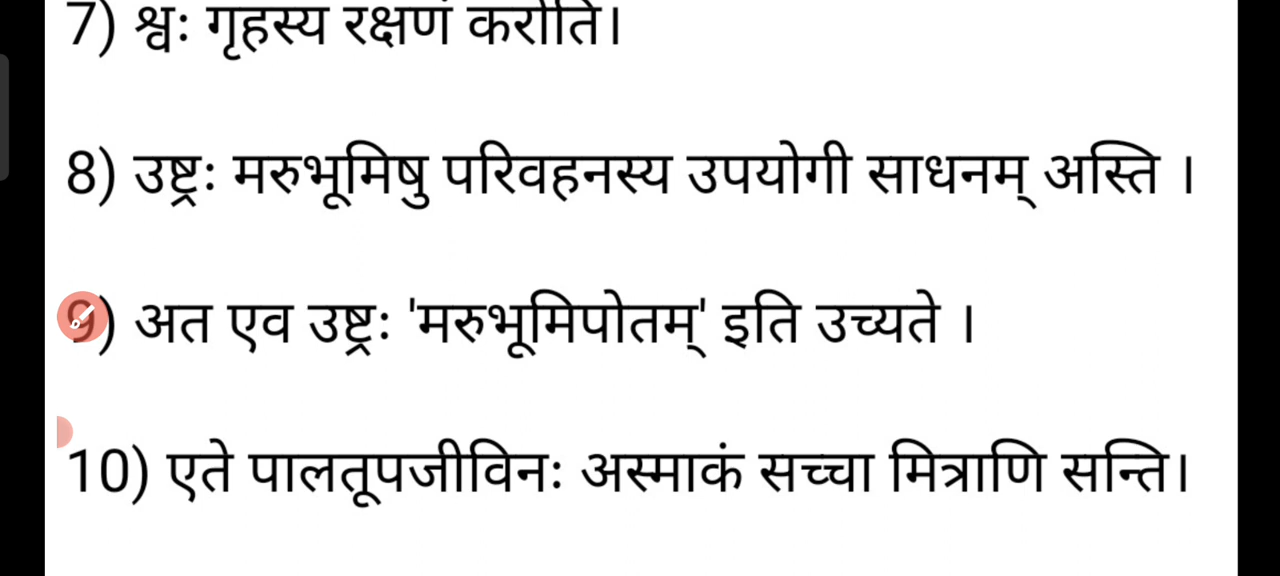 7) श्वः गृहस्य रक्षणं करोति।
8) उष्ट्रः मरुभूमिषु परिवहनस्य उपयोगी साधनम् अस्ति ।
9) अत एव उष्ट्रः 'मरुभूमिपोतम्' इति उच्यते ।
10) एते पालतूपजीविनः अस्माकं सच्चा मित्राणि सन्ति।